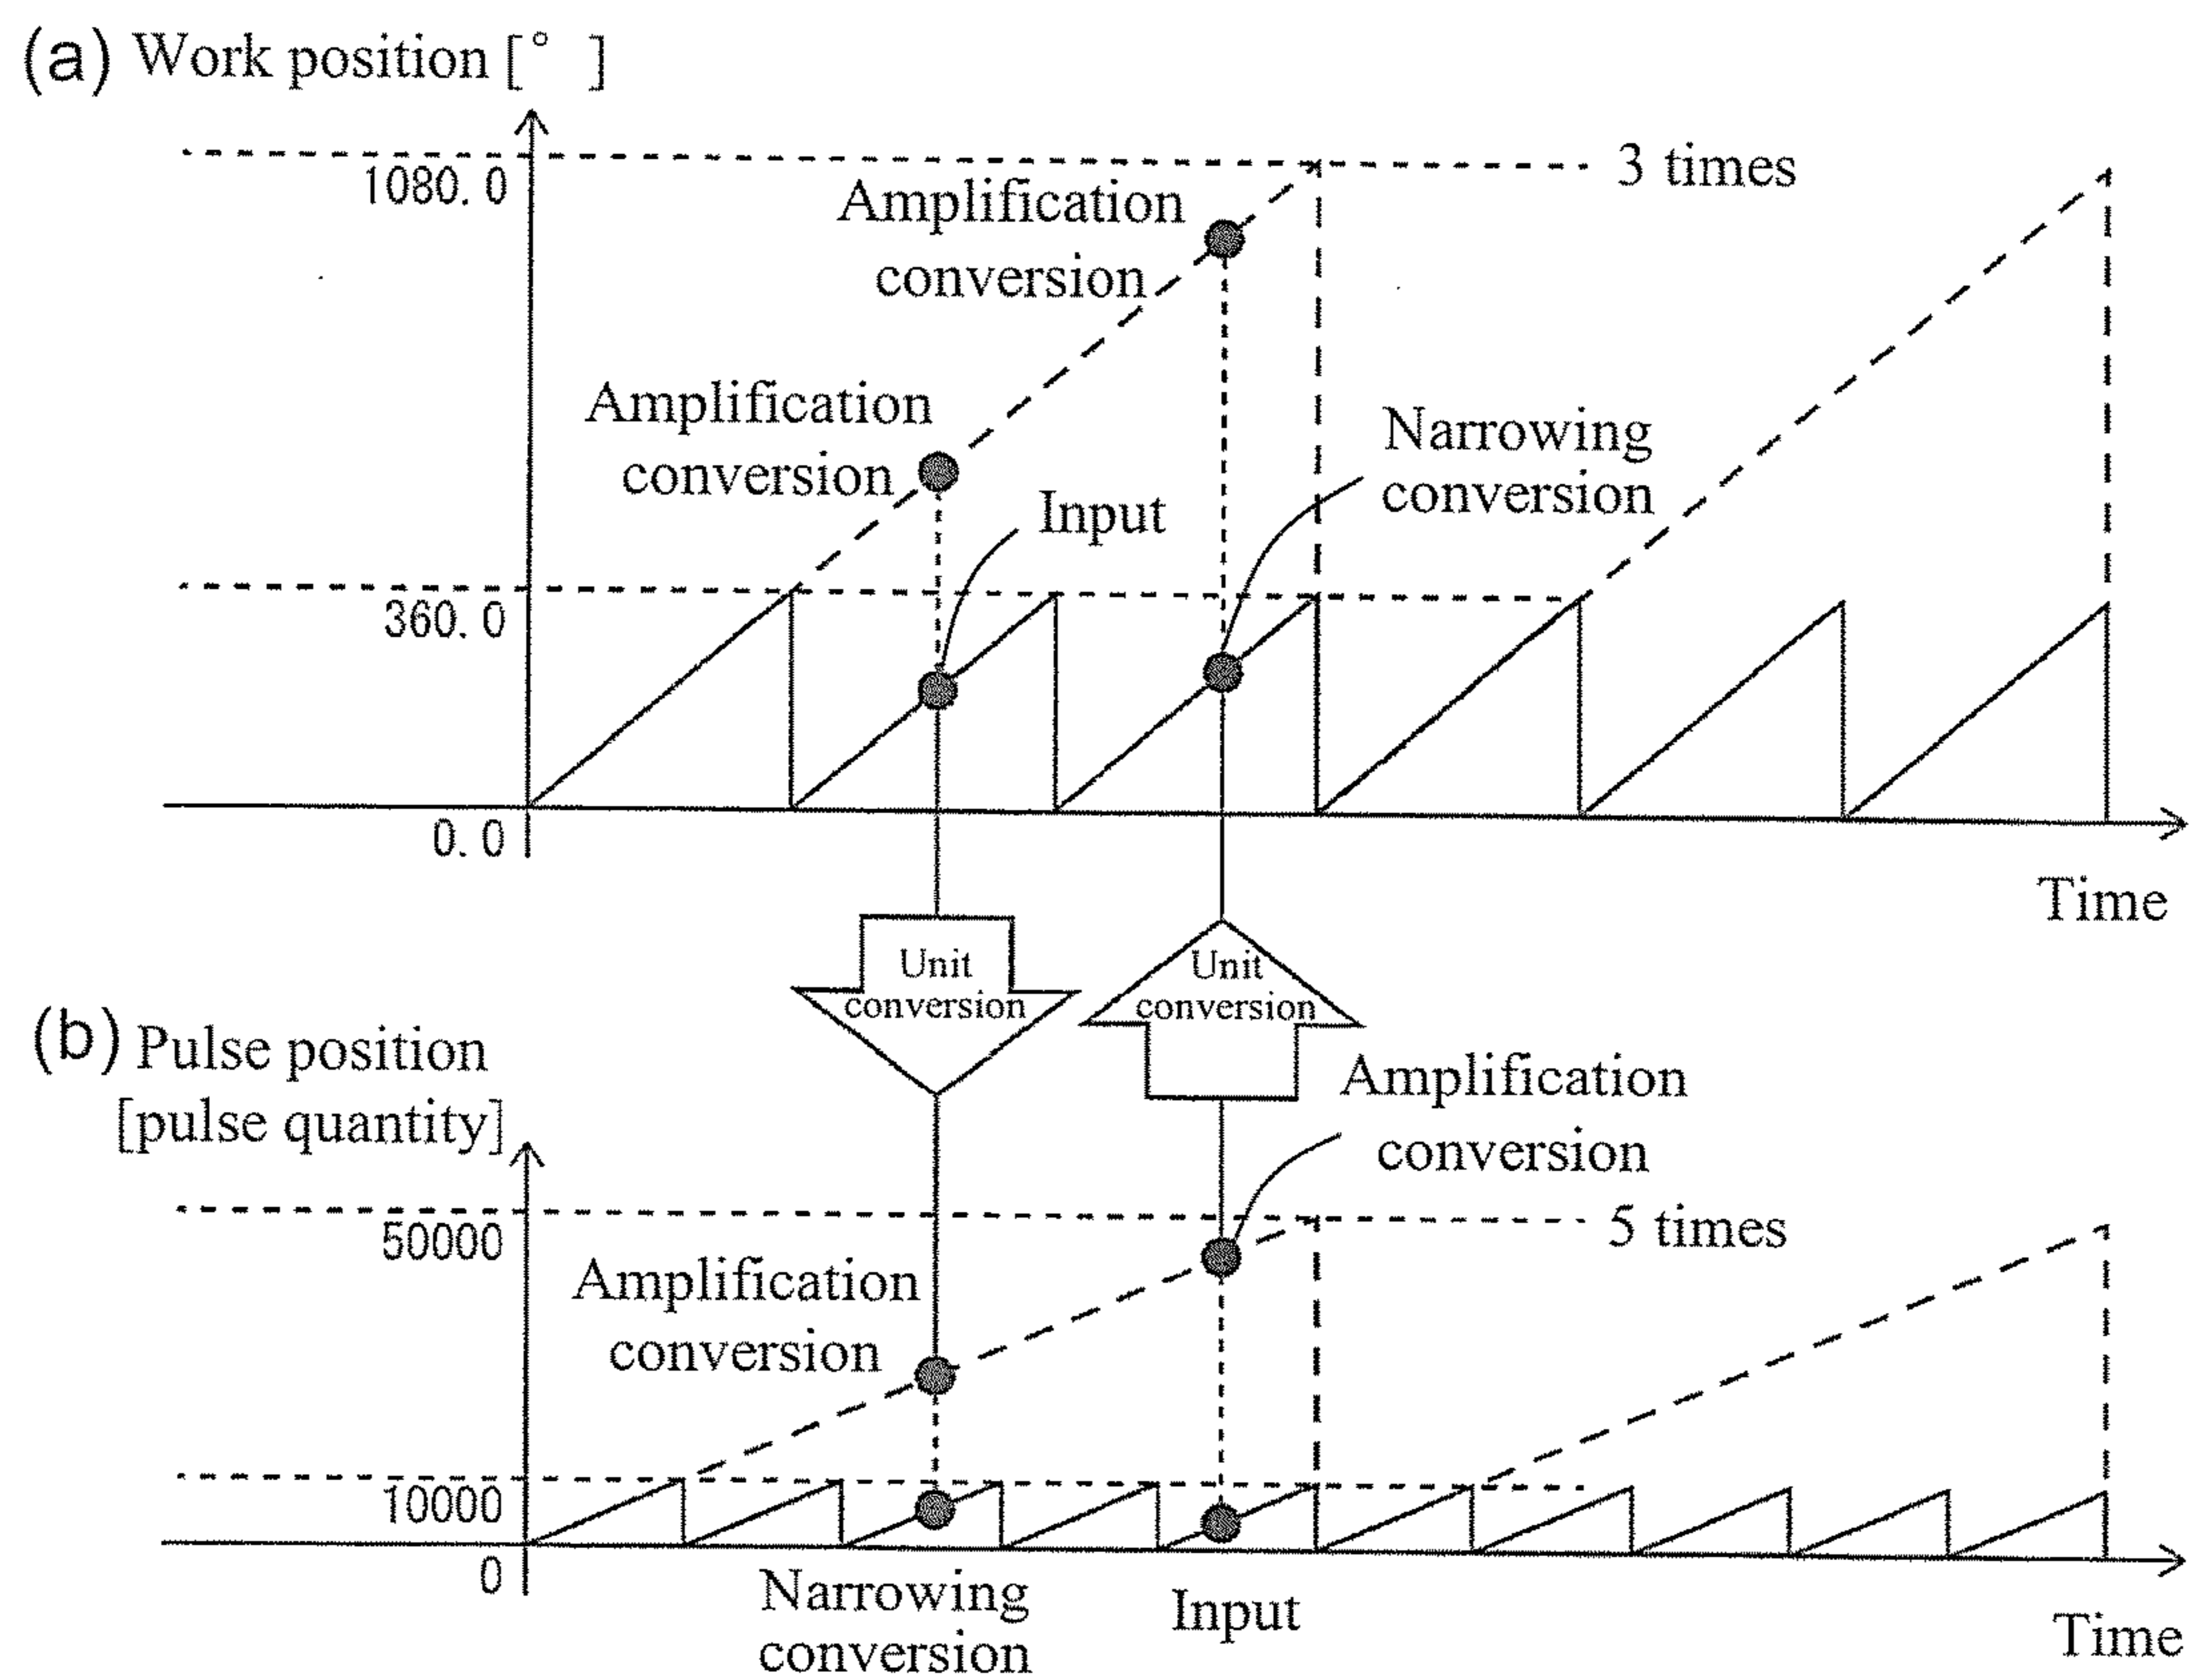 (a) Work position [° ]
1080. 0
3 times
Amplification
conversion
Amplification
conversion
Narrowing
conversion
Input
360. 0
0. 0
Time
Unit
conversion
Unit
conversion
(b) Pulse position
[pulse quantity]
Amplification
conversion
50000
5 times
Amplification
conversion
10000
0
Narrowing
conversion
Input
Time